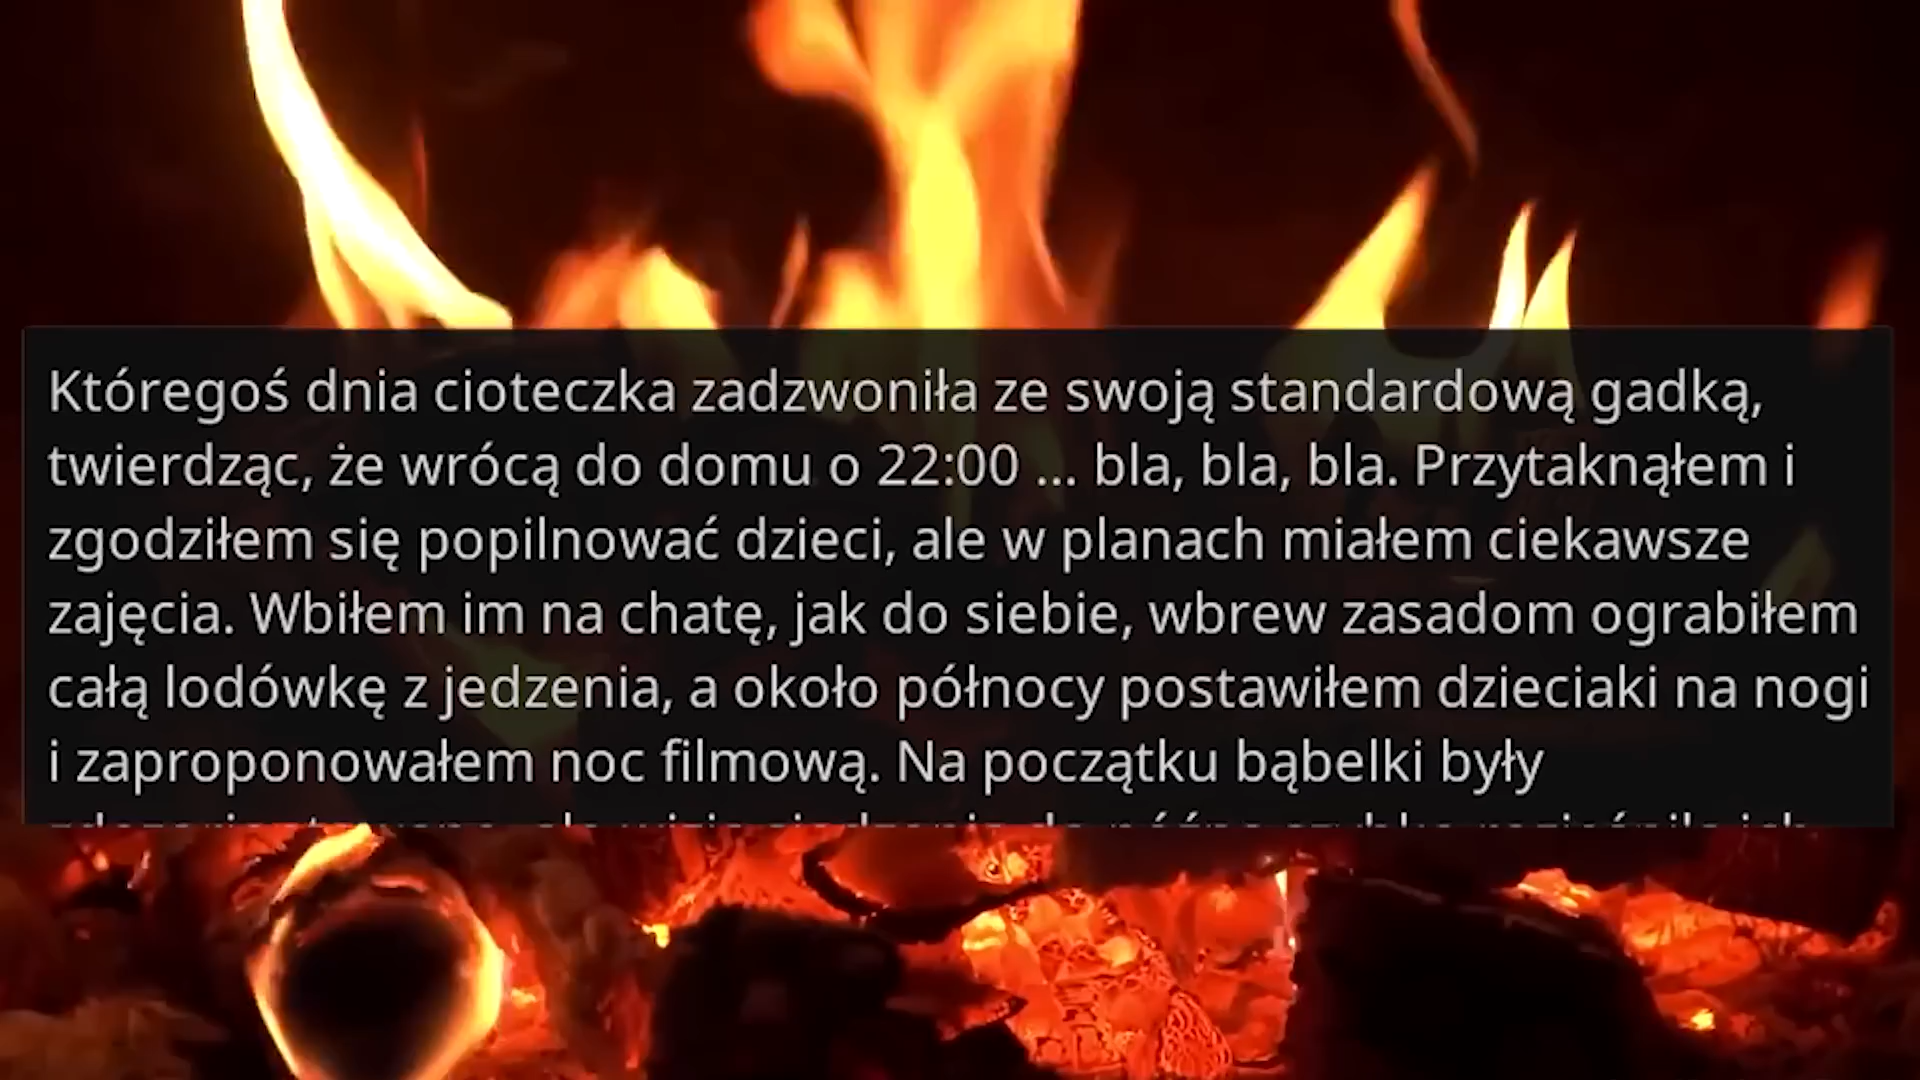 Któregoś dnia cioteczka zadzwoniła ze swoją standardową gadką,
twierdząc, że wrócą do domu o 22:00 ... bla, bla, bla. Przytaknąłem i
zgodziłem się popilnować dzieci, ale w planach miałem ciekawsze
zajęcia. Wbiłem im na chatę, jak do siebie, wbrew zasadom ograbiłem
całą lodówkę z jedzenia, a około północy postawiłem dzieciaki na nogi
i zaproponowałem noc filmową. Na początku bąbelki były